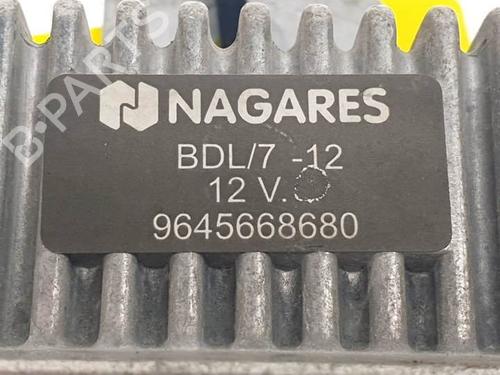 NAGARES
BDL/7 -12
12 V.
9645668680
B-PARTS